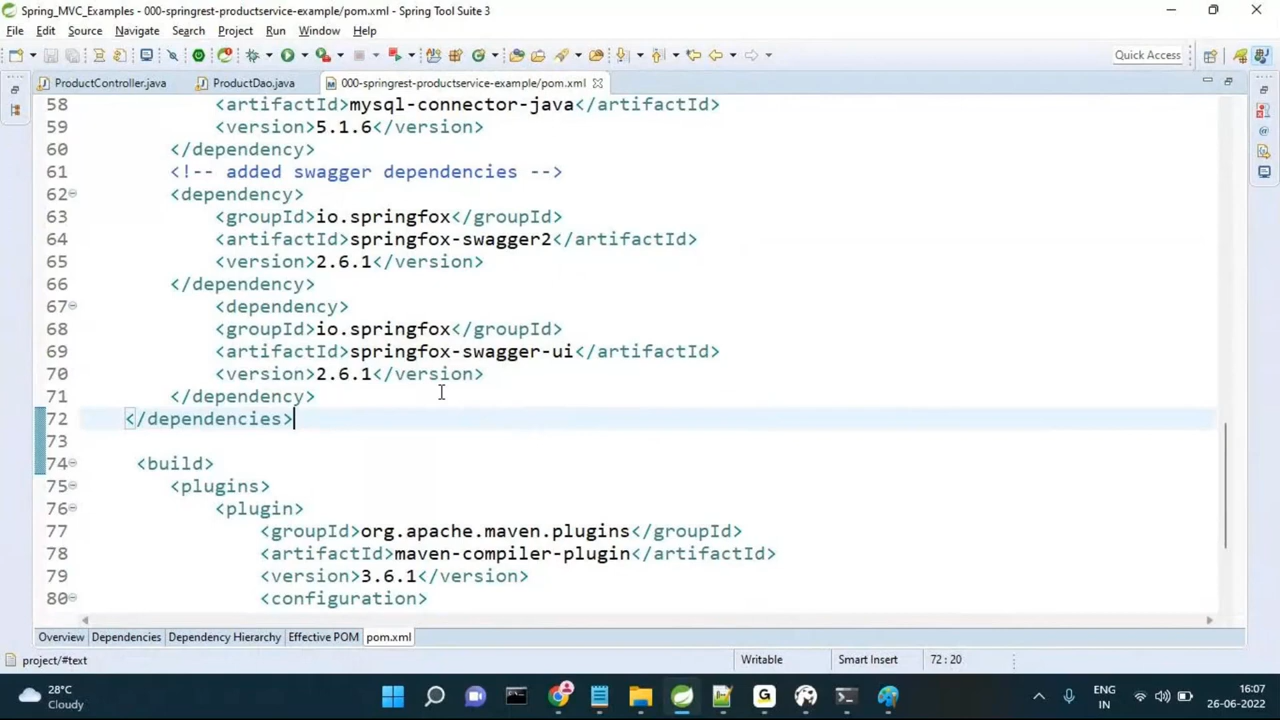 Spring_MVC_Examples - 000-springrest-productservice-example/pom.xml - Spring Tool Suite 3
File Edit Source Navigate Search Project Run Window Help
Quick Access
ProductController.java ProductDao.java 000-springrest-productservice-example/pom.xml
58 <artifactId>mysql-connector-java</artifactId>
59 <version>5.1.6</version>
60 </dependency>
61 <!-- added swagger dependencies -->
62 <dependency>
63 <groupId>io.springfox</groupId>
64 <artifactId>springfox-swagger2</artifactId>
65 <version>2.6.1</version>
66 </dependency>
67 <dependency>
68 <groupId>io.springfox</groupId>
69 <artifactId>springfox-swagger-ui</artifactId>
70 <version>2.6.1</version>
71 </dependency>
72 </dependencies>
73
74 <build>
75 <plugins>
76 <plugin>
77 <groupId>org.apache.maven.plugins</groupId>
78 <artifactId>maven-compiler-plugin</artifactId>
79 <version>3.6.1</version>
80 <configuration>
Overview Dependencies Dependency Hierarchy Effective POM pom.xml
project/#text Writable Smart Insert 72 : 20
28°C
Cloudy
ENG
IN
16:07
26-06-2022